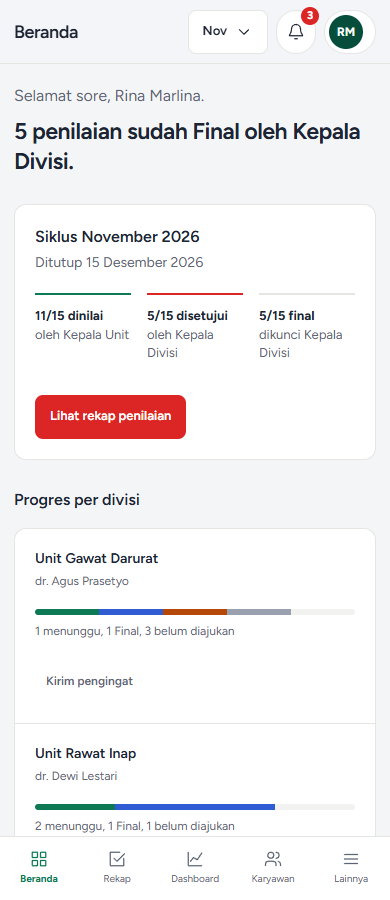 Beranda
Nov
3
RM
Selamat sore, Rina Marlina.
5 penilaian sudah Final oleh Kepala
Divisi.
Siklus November 2026
Ditutup 15 Desember 2026
11/15 dinilai
oleh Kepala Unit
5/15 disetujui
oleh Kepala
Divisi
5/15 final
dikunci Kepala
Divisi
Lihat rekap penilaian
Progres per divisi
Unit Gawat Darurat
dr. Agus Prasetyo
1 menunggu, 1 Final, 3 belum diajukan
Kirim pengingat
Unit Rawat Inap
dr. Dewi Lestari
2 menunggu, 1 Final, 1 belum diajukan
Beranda
Rekap
Dashboard
Karyawan
Lainnya